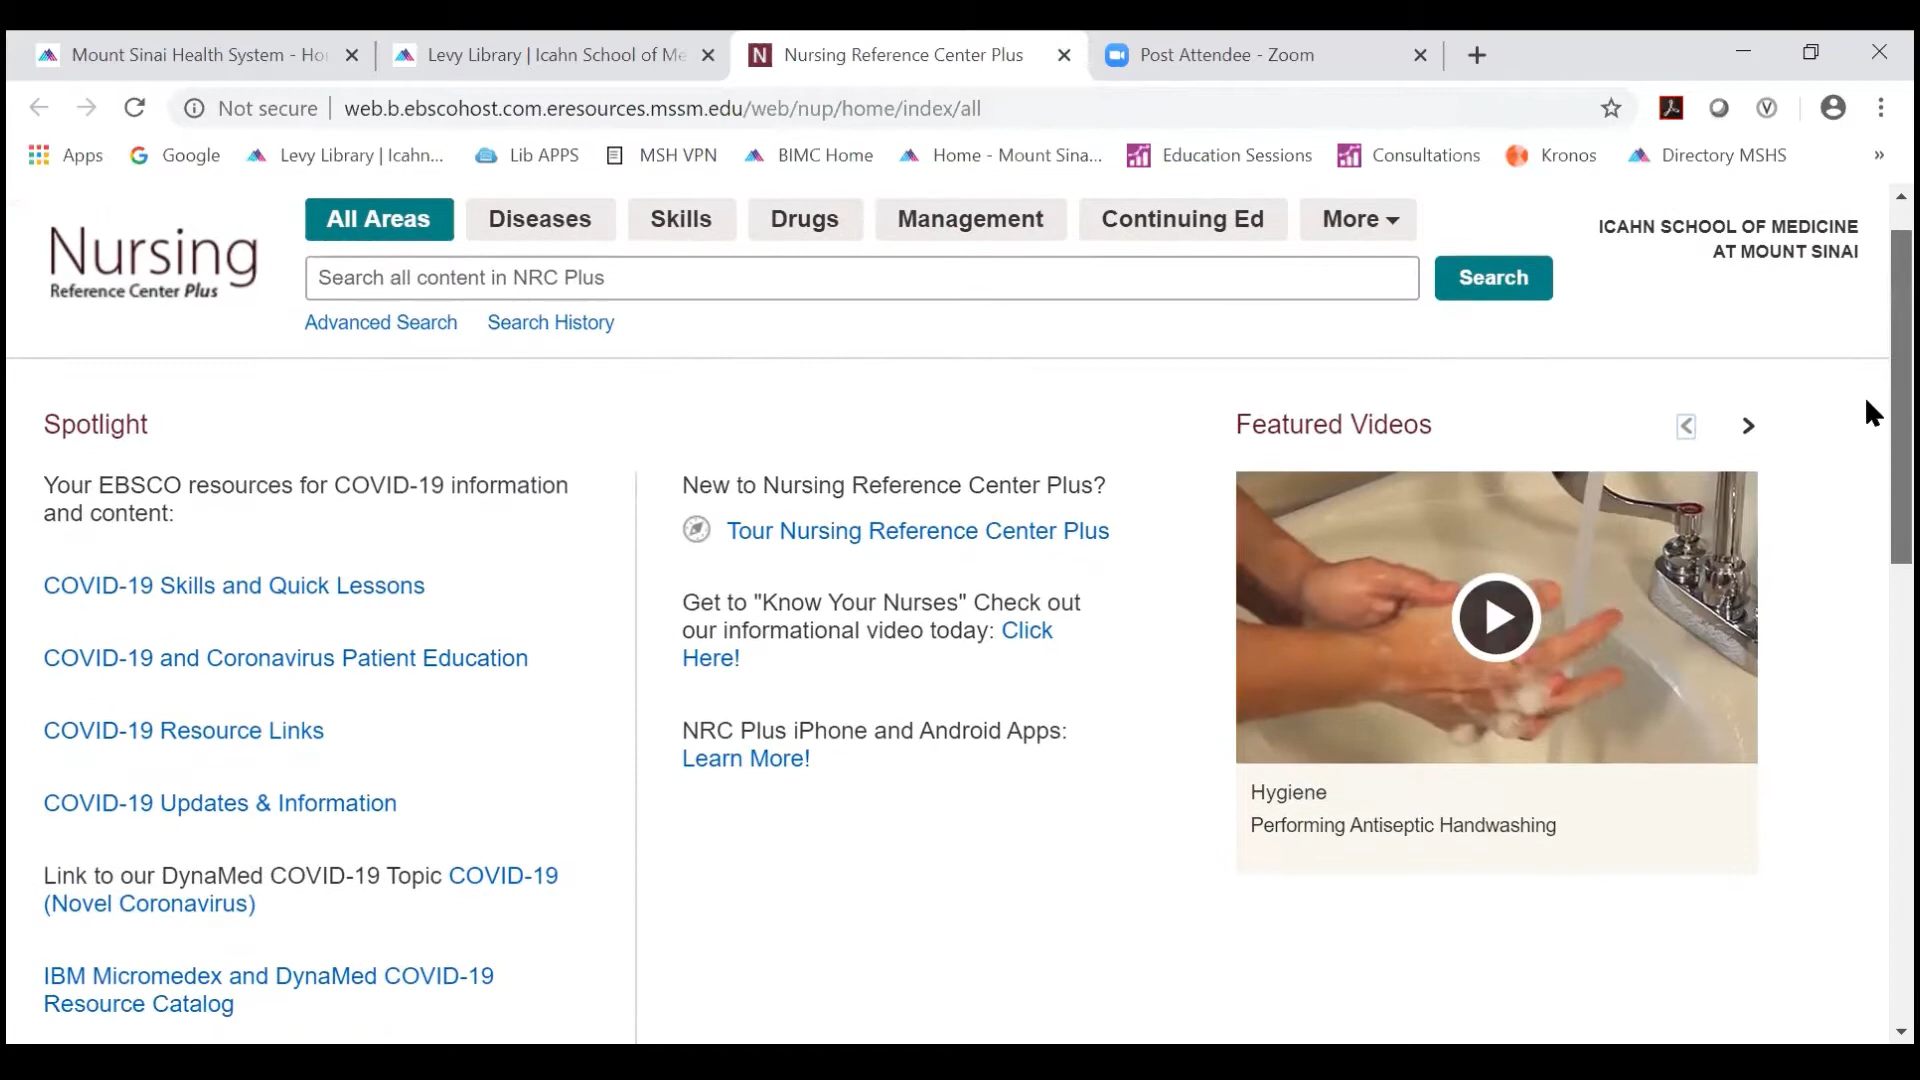 Mount Sinai Health System - Ho
Levy Library | Icahn School of Me
Nursing Reference Center Plus
Post Attendee - Zoom
Not secure
web.b.ebscohost.com.eresources.mssm.edu/web/nup/home/index/all
Apps
Google
Levy Library | Icahn...
Lib APPS
MSH VPN
BIMC Home
Home - Mount Sina...
Education Sessions
Consultations
Kronos
Directory MSHS
»
Nursing
Reference Center Plus
All Areas
Diseases
Skills
Drugs
Management
Continuing Ed
More
Search all content in NRC Plus
Search
Advanced Search
Search History
ICAHN SCHOOL OF MEDICINE
AT MOUNT SINAI
Spotlight
Your EBSCO resources for COVID-19 information
and content:
COVID-19 Skills and Quick Lessons
COVID-19 and Coronavirus Patient Education
COVID-19 Resource Links
COVID-19 Updates & Information
Link to our DynaMed COVID-19 Topic COVID-19
(Novel Coronavirus)
IBM Micromedex and DynaMed COVID-19
Resource Catalog
New to Nursing Reference Center Plus?
Tour Nursing Reference Center Plus
Get to "Know Your Nurses" Check out
our informational video today: Click
Here!
NRC Plus iPhone and Android Apps:
Learn More!
Featured Videos
Hygiene
Performing Antiseptic Handwashing